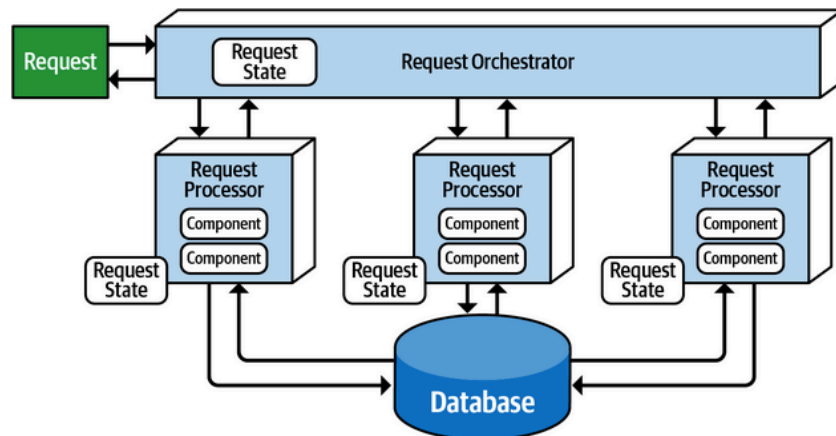 Request
Request
State
Request Orchestrator
Request
Processor
Component
Component
Request
State
Request
Processor
Component
Component
Request
State
Request
Processor
Component
Component
Request
State
Database